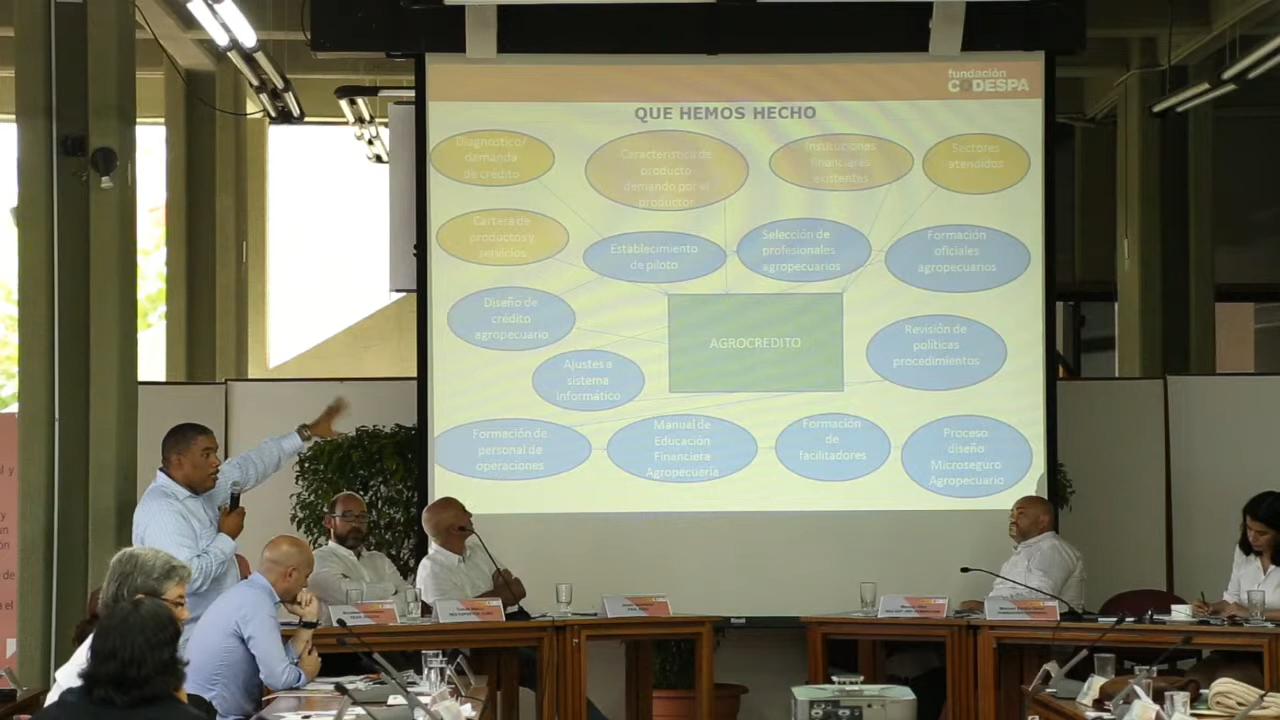 fundación
CODESPA
QUE HEMOS HECHO
Diagnostico/
demanda
de crédito
Característica de
producto
demando por el
productor
Instituciones
financieras
existentes
Sectores
atendidos
Cartera de
productos y
servicios
Establecimiento
de piloto
Selección de
profesionales
agropecuarios
Formación
oficiales
agropecuarios
Diseño de
crédito
agropecuario
AGROCREDITO
Revisión de
políticas
procedimientos
Ajustes a
sistema
informático
Formación de
personal de
operaciones
Manual de
Educación
Financiera
Agropecuería
Formación
de
facilitadores
Proceso
diseño
Microseguro
Agropecuario